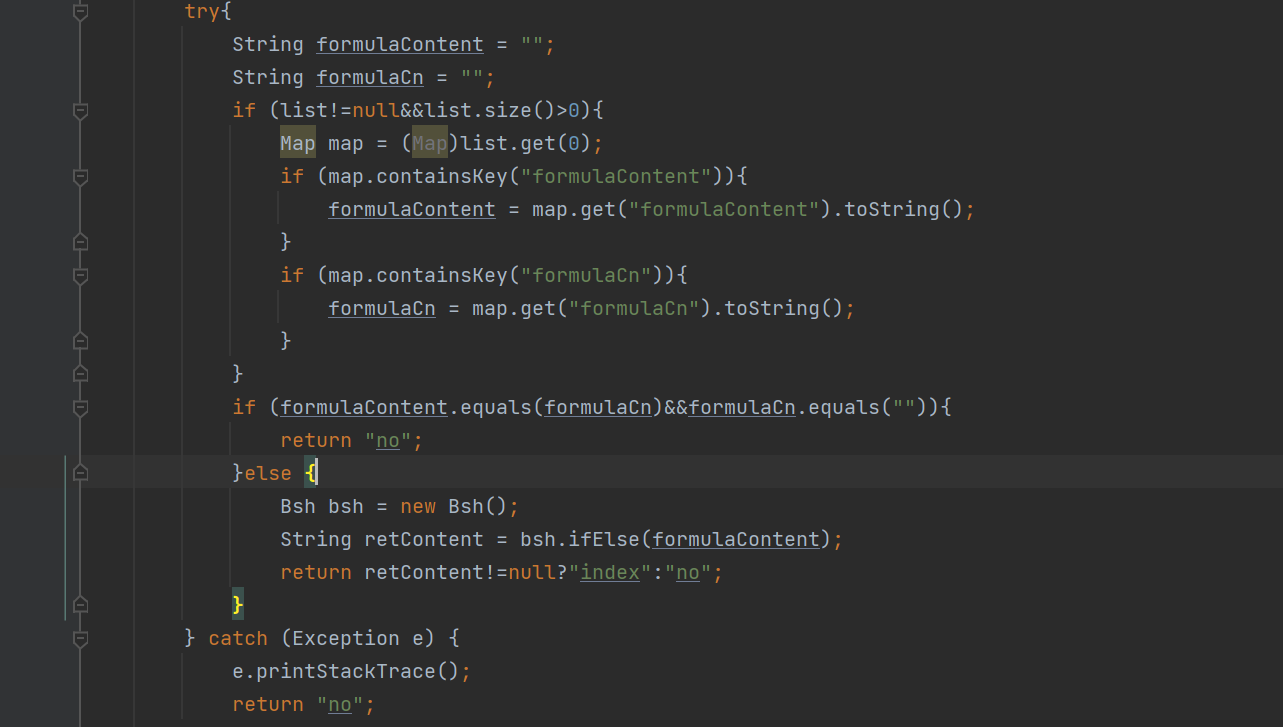 try{
String formulaContent = "";
String formulaCn = "";
if (list!=null&&list.size()>0){
Map map = (Map)list.get(0);
if (map.containsKey("formulaContent")){
formulaContent = map.get("formulaContent").toString();
}
if (map.containsKey("formulaCn")){
formulaCn = map.get("formulaCn").toString();
}
}
if (formulaContent.equals(formulaCn)&&formulaCn.equals("")){
return "no";
}else {
Bsh bsh = new Bsh();
String retContent = bsh.ifElse(formulaContent);
return retContent!=null?"index":"no";
}
} catch (Exception e) {
e.printStackTrace();
return "no";